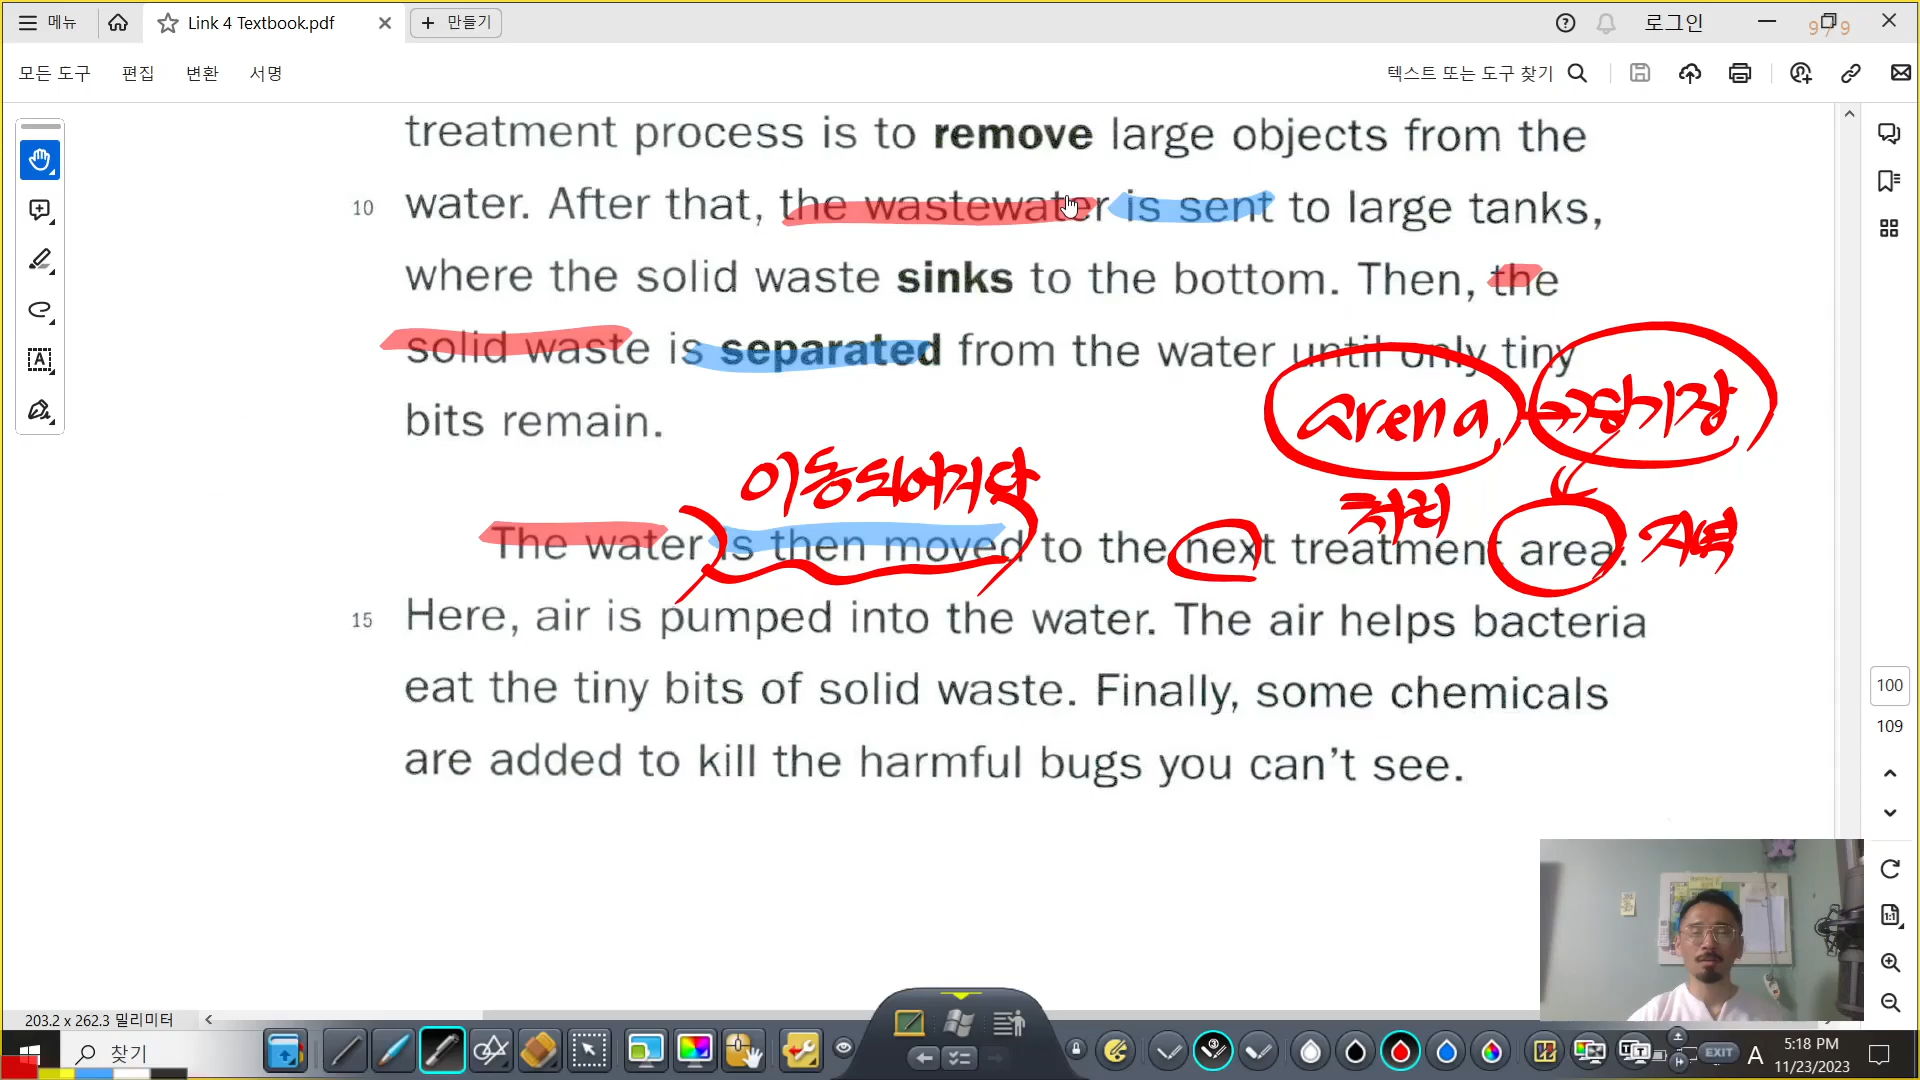 메뉴
Link 4 Textbook.pdf
만들기
로그인
9 / 9
모든 도구
편집
변환
서명
텍스트 또는 도구 찾기
treatment process is to remove large objects from the
10 water. After that, the wastewater is sent to large tanks,
where the solid waste sinks to the bottom. Then, the
solid waste is separated from the water until only tiny
bits remain.
arena
이동되어지다
처리
지역
The water is then moved to the next treatment area.
15 Here, air is pumped into the water. The air helps bacteria
eat the tiny bits of solid waste. Finally, some chemicals
are added to kill the harmful bugs you can't see.
100
109
203.2 x 262.3 밀리미터
찾기
EXIT
A
5:18 PM
11/23/2023